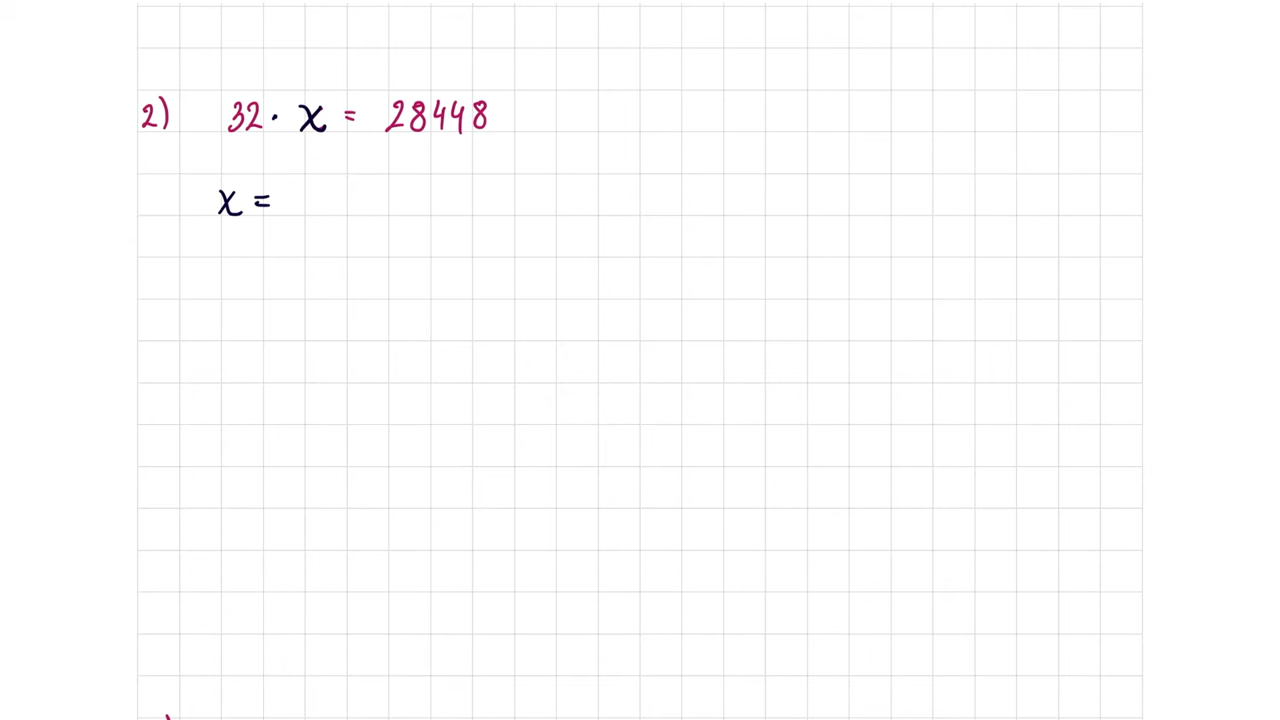 2) 32 · x = 28448
x =